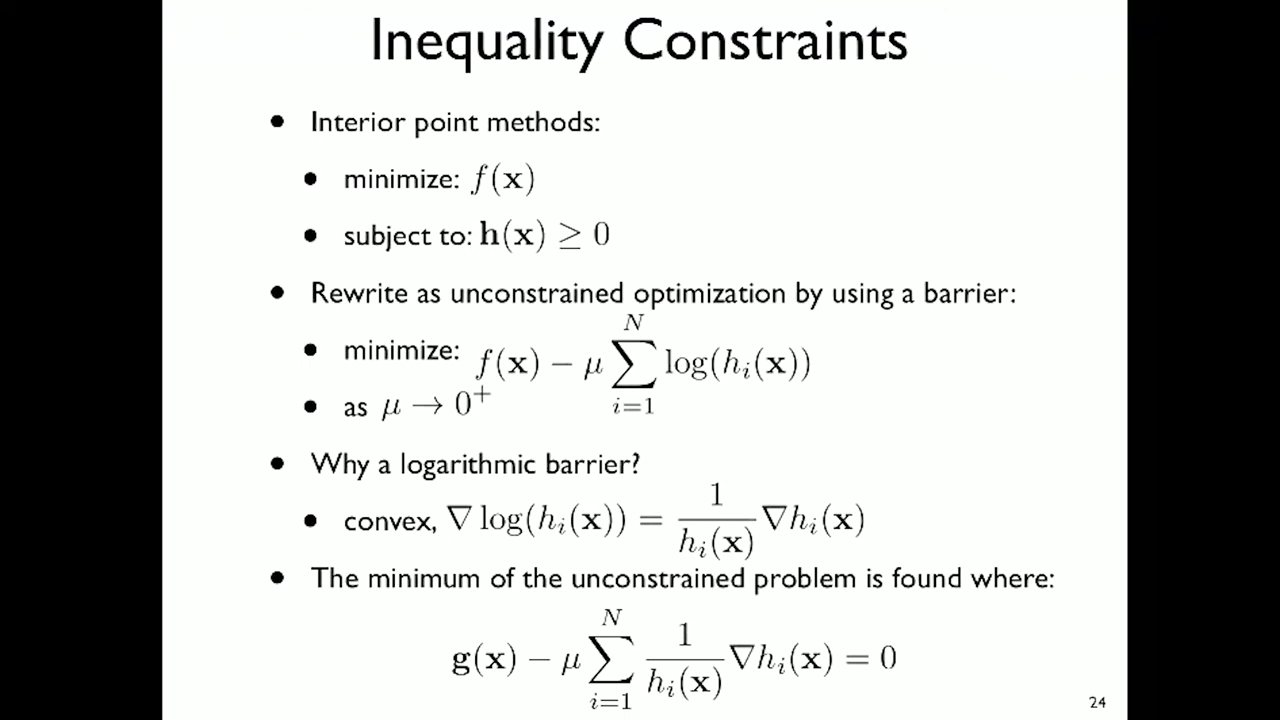 Inequality Constraints
• Interior point methods:
• minimize: f(𝐱)
• subject to: 𝐡(𝐱) ≥ 0
• Rewrite as unconstrained optimization by using a barrier:
• minimize: f(𝐱) − μ ∑_{i=1}^{N} log(h_i(𝐱))
• as μ → 0⁺
• Why a logarithmic barrier?
• convex, ∇ log(h_i(𝐱)) = \frac{1}{h_i(𝐱)} ∇h_i(𝐱)
• The minimum of the unconstrained problem is found where:
𝐠(𝐱) − μ ∑_{i=1}^{N} \frac{1}{h_i(𝐱)} ∇h_i(𝐱) = 0
24